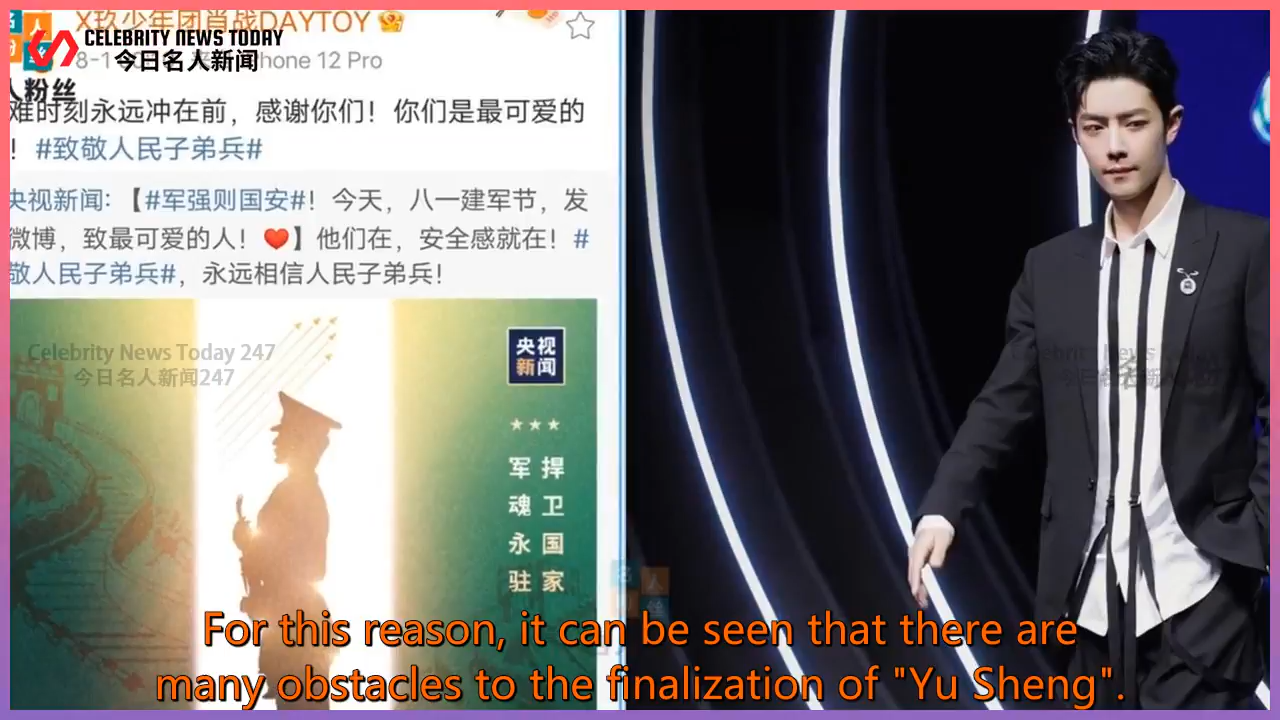 X玖少年团肖战DAYTOY
CELEBRITY NEWS TODAY
今日名人新闻
8-1
iPhone 12 Pro
人粉丝
难时刻永远冲在前，感谢你们！你们是最可爱的
！#致敬人民子弟兵#
央视新闻:【#军强则国安#！今天，八一建军节，发
微博，致最可爱的人！❤】他们在，安全感就在！#
敬人民子弟兵#，永远相信人民子弟兵！
央视
新闻
捍卫国家
军魂永驻
Celebrity News Today 247
今日名人新闻247
For this reason, it can be seen that there are
many obstacles to the finalization of "Yu Sheng".